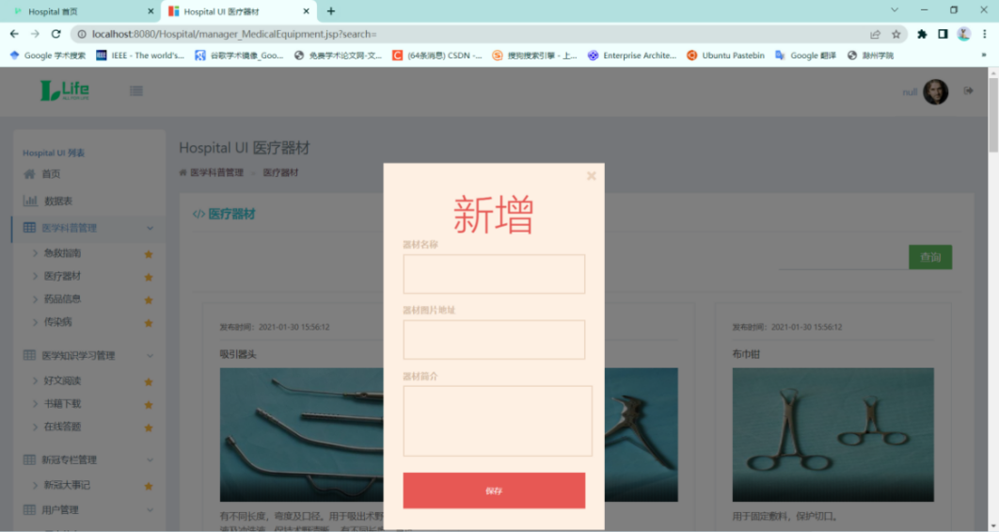 Hospital 首页
Hospital UI 医疗器材
localhost:8080/Hospital/manager_MedicalEquipment.jsp?search=
Google 学术搜索
IEEE - The world's...
谷歌学术镜像_Goo...
免费学术论文网-文...
(64条消息) CSDN -...
搜狗搜索引擎 - 上...
Enterprise Archite...
Ubuntu Pastebin
Google 翻译
滁州学院
Life
null
Hospital UI 列表
首页
数据表
医学科普管理
急救指南
医疗器材
药品信息
传染病
医学知识学习管理
好文阅读
书籍下载
在线答题
新冠专栏管理
新冠大事记
用户管理
Hospital UI 医疗器材
医学科普管理 > 医疗器材
</> 医疗器材
查询
发布时间: 2021-01-30 15:56:12
吸引器头
有不同长度，弯度及口径。用于吸出术野
发布时间: 2021-01-30 15:56:12
布巾钳
用于固定敷料，保护切口。
新增
器材名称
器材图片地址
器材简介
保存